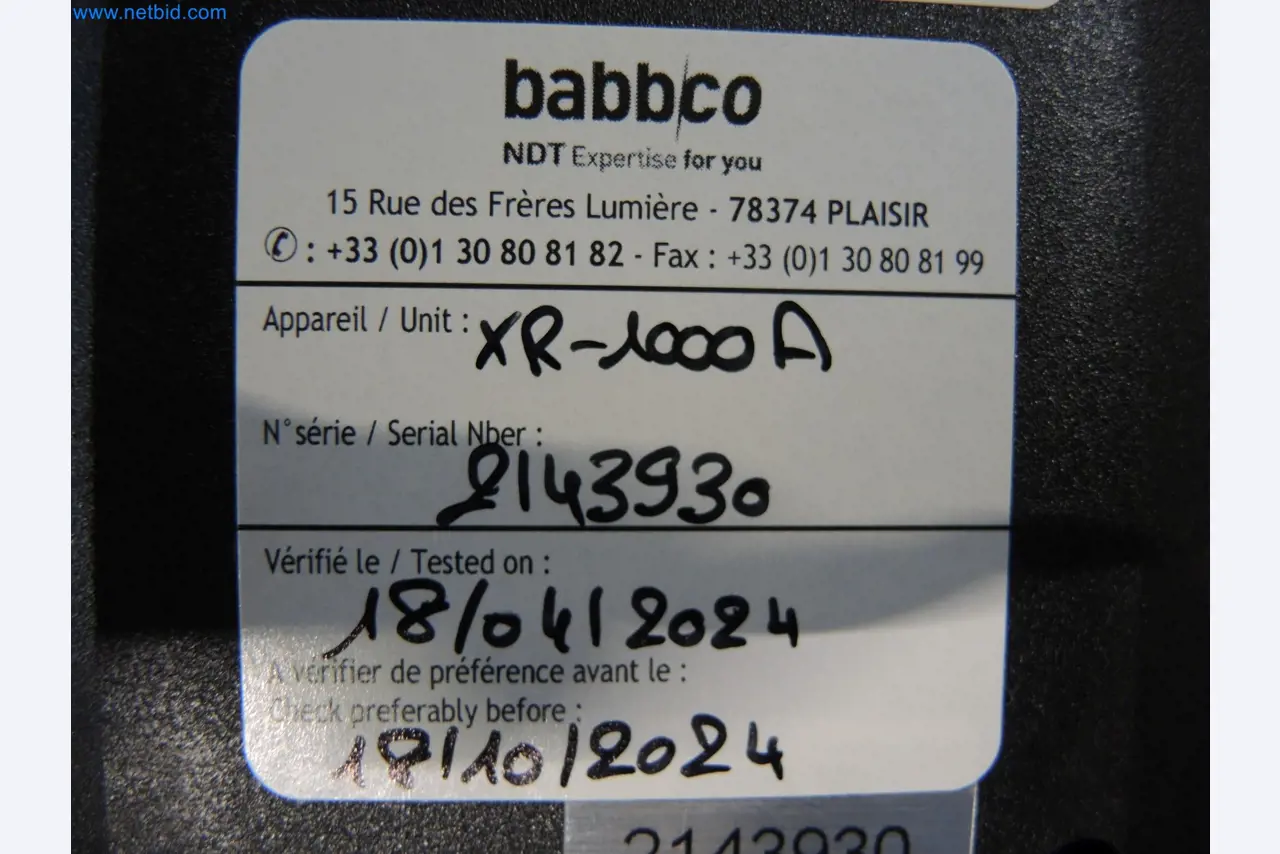 www.netbid.com
babbco
NDT Expertise for you
15 Rue des Frères Lumière - 78374 PLAISIR
✆ : +33 (0)1 30 80 81 82 - Fax : +33 (0)1 30 80 81 99
Appareil / Unit : XR-1000 A
N°série / Serial Nber :
2143930
Vérifié le / Tested on :
18/04/2024
A vérifier de préférence avant le :
Check preferably before :
18/10/2024
2143930